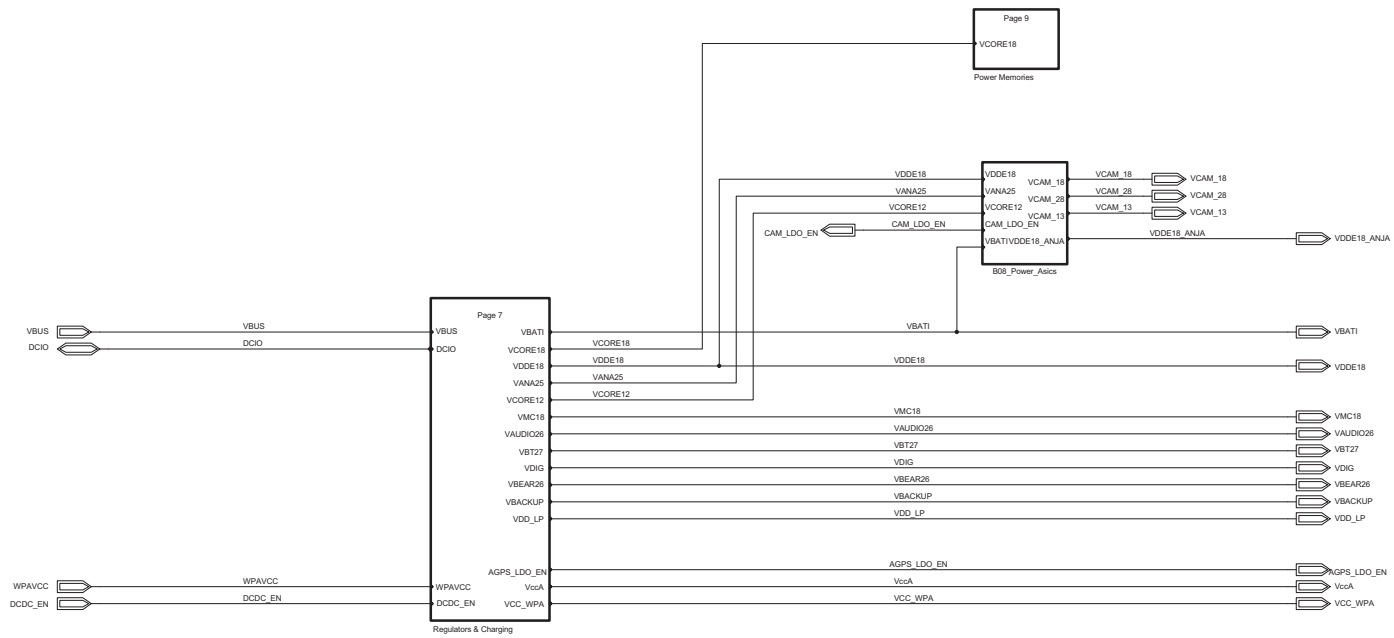 Page 9
VCORE18
Power Memories
VDDE18 VDDE18 VCAM_18 VCAM_18 VCAM_18
VANA25 VANA25 VCAM_28 VCAM_28 VCAM_28
VCORE12 VCORE12 VCAM_13 VCAM_13 VCAM_13
CAM_LDO_EN CAM_LDO_EN CAM_LDO_EN
VBATI VDDE18_ANJA VDDE18_ANJA VDDE18_ANJA
B08_Power_Asics
Page 7
VBUS VBUS VBUS VBATI VBATI VBATI
DCIO DCIO DCIO VCORE18 VCORE18
VDDE18 VDDE18 VDDE18 VDDE18
VANA25 VANA25
VCORE12 VCORE12
VMC18 VMC18 VMC18
VAUDIO26 VAUDIO26 VAUDIO26
VBT27 VBT27 VBT27
VDIG VDIG VDIG
VBEAR26 VBEAR26 VBEAR26
VBACKUP VBACKUP VBACKUP
VDD_LP VDD_LP VDD_LP
AGPS_LDO_EN AGPS_LDO_EN AGPS_LDO_EN
WPAVCC WPAVCC WPAVCC VccA VccA VccA
DCDC_EN DCDC_EN DCDC_EN VCC_WPA VCC_WPA VCC_WPA
Regulators & Charging